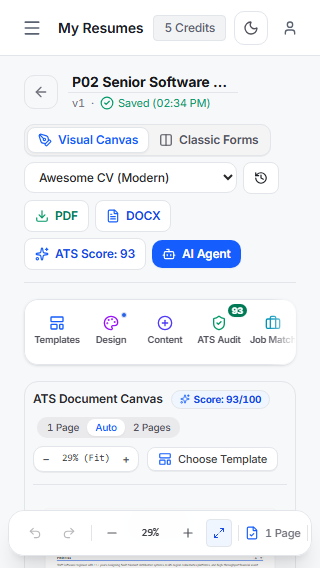 My Resumes
5 Credits
P02 Senior Software ...
v1 · Saved (02:34 PM)
Visual Canvas
Classic Forms
Awesome CV (Modern)
PDF
DOCX
ATS Score: 93
AI Agent
93
Templates
Design
Content
ATS Audit
Job Match
ATS Document Canvas
Score: 93/100
1 Page
Auto
2 Pages
− 29% (Fit) +
Choose Template
− 29% +
1 Page